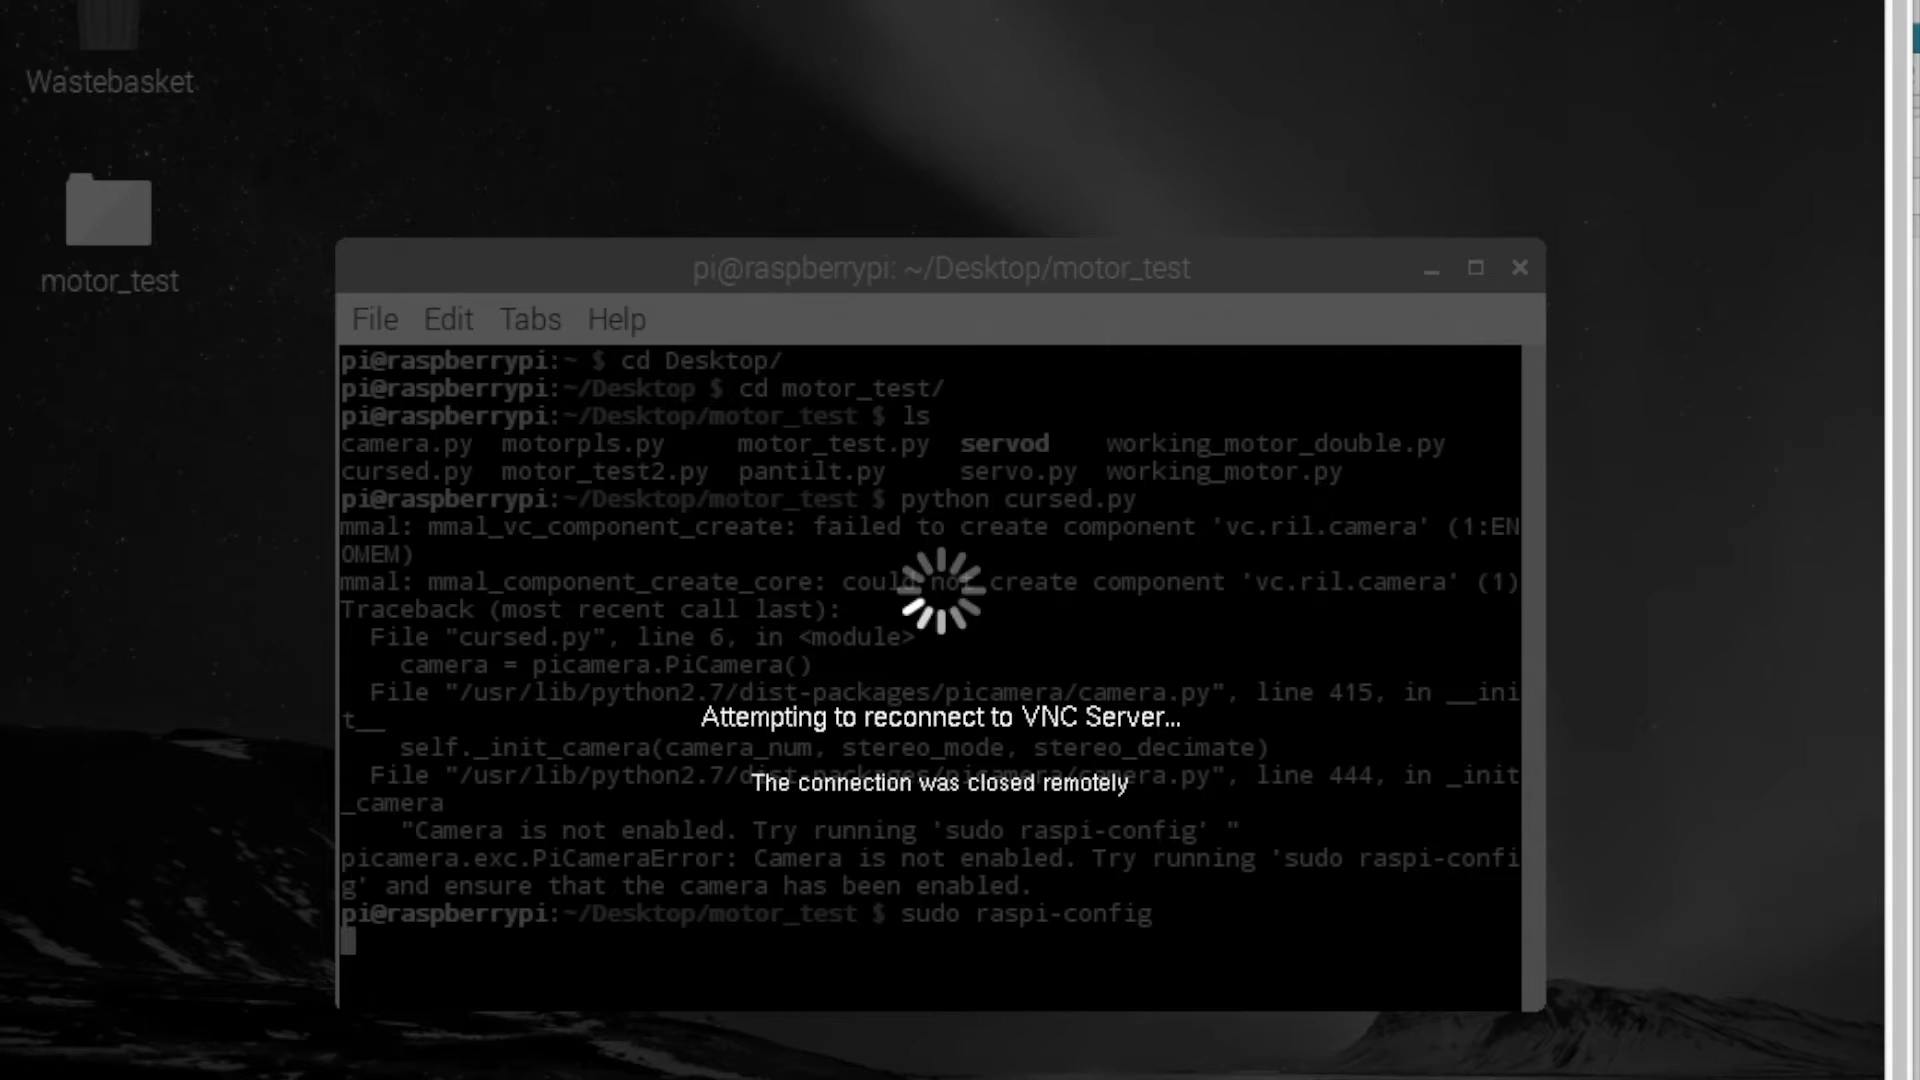 Wastebasket
motor_test
pi@raspberrypi: ~/Desktop/motor_test
File Edit Tabs Help
pi@raspberrypi:~ $ cd Desktop/
pi@raspberrypi:~/Desktop $ cd motor_test/
pi@raspberrypi:~/Desktop/motor_test $ ls
camera.py motorpls.py motor_test.py servod working_motor_double.py
cursed.py motor_test2.py pantilt.py servo.py working_motor.py
pi@raspberrypi:~/Desktop/motor_test $ python cursed.py
mmal: mmal_vc_component_create: failed to create component 'vc.ril.camera' (1:EN
OMEM)
mmal: mmal_component_create_core: could not create component 'vc.ril.camera' (1)
Traceback (most recent call last):
File "cursed.py", line 6, in <module>
camera = picamera.PiCamera()
File "/usr/lib/python2.7/dist-packages/picamera/camera.py", line 415, in __ini
t__
Attempting to reconnect to VNC Server...
self._init_camera(camera_num, stereo_mode, stereo_decimate)
File "/usr/lib/python2.7/dist-packages/picamera/camera.py", line 444, in _init
The connection was closed remotely
_camera
"Camera is not enabled. Try running 'sudo raspi-config' "
picamera.exc.PiCameraError: Camera is not enabled. Try running 'sudo raspi-confi
g' and ensure that the camera has been enabled.
pi@raspberrypi:~/Desktop/motor_test $ sudo raspi-config